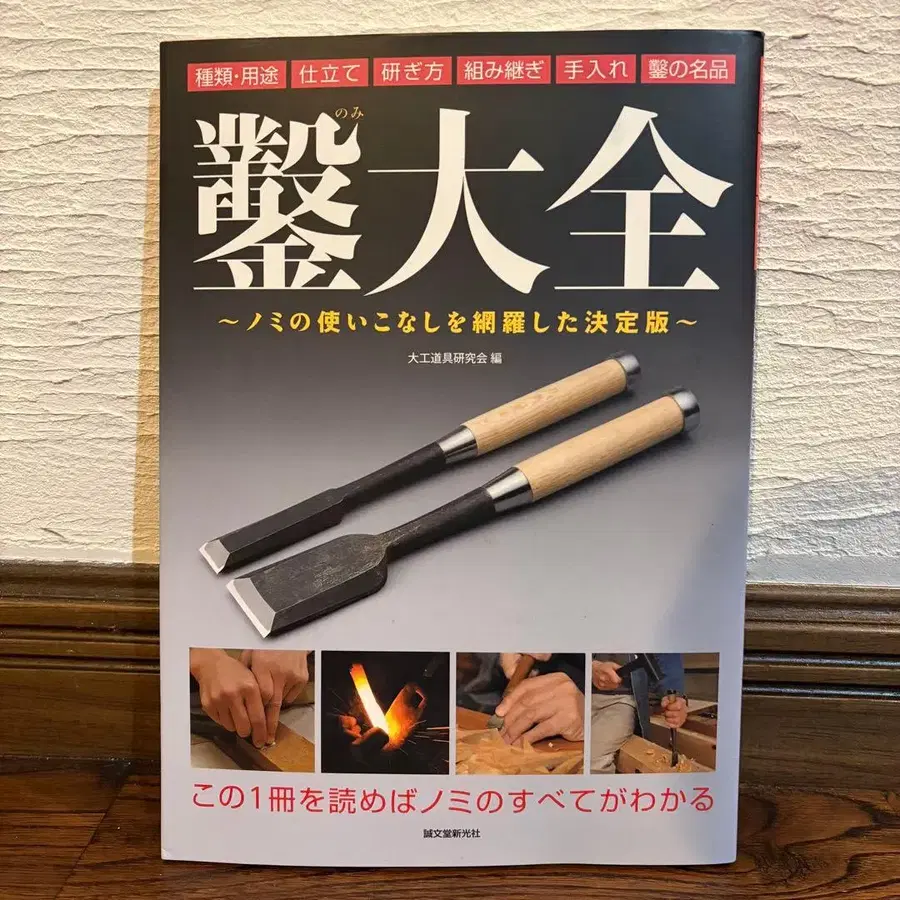 種類・用途 仕立て 研ぎ方 組み継ぎ 手入れ 鑿の名品
のみ
鑿大全
～ノミの使いこなしを網羅した決定版～
大工道具研究会 編
この1冊を読めばノミのすべてがわかる
誠文堂新光社